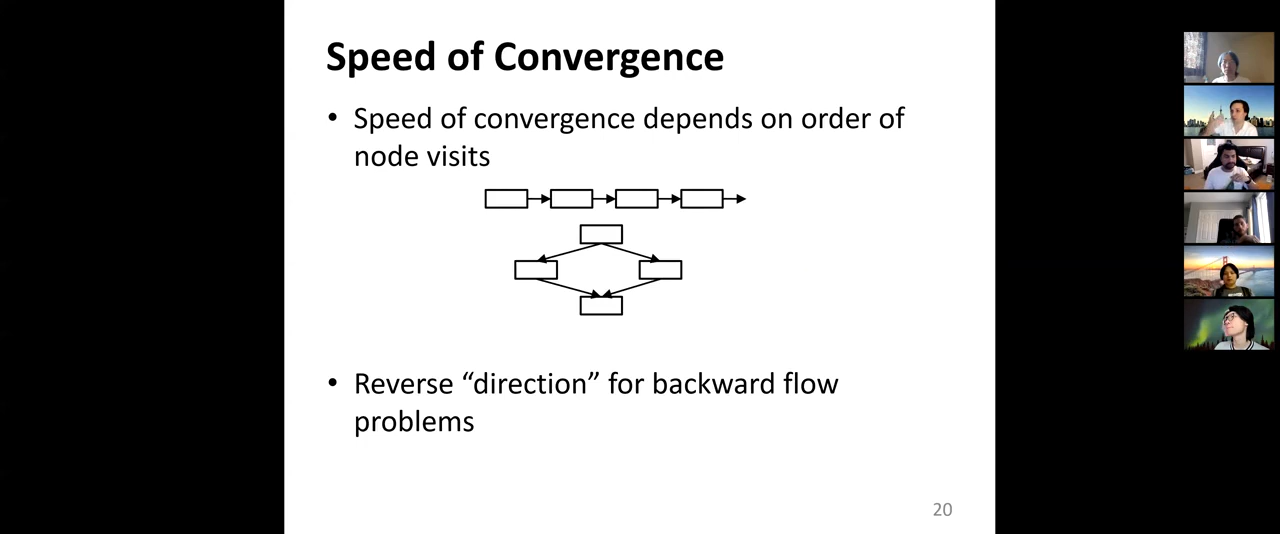 Speed of Convergence
• Speed of convergence depends on order of
node visits
• Reverse “direction” for backward flow
problems
20